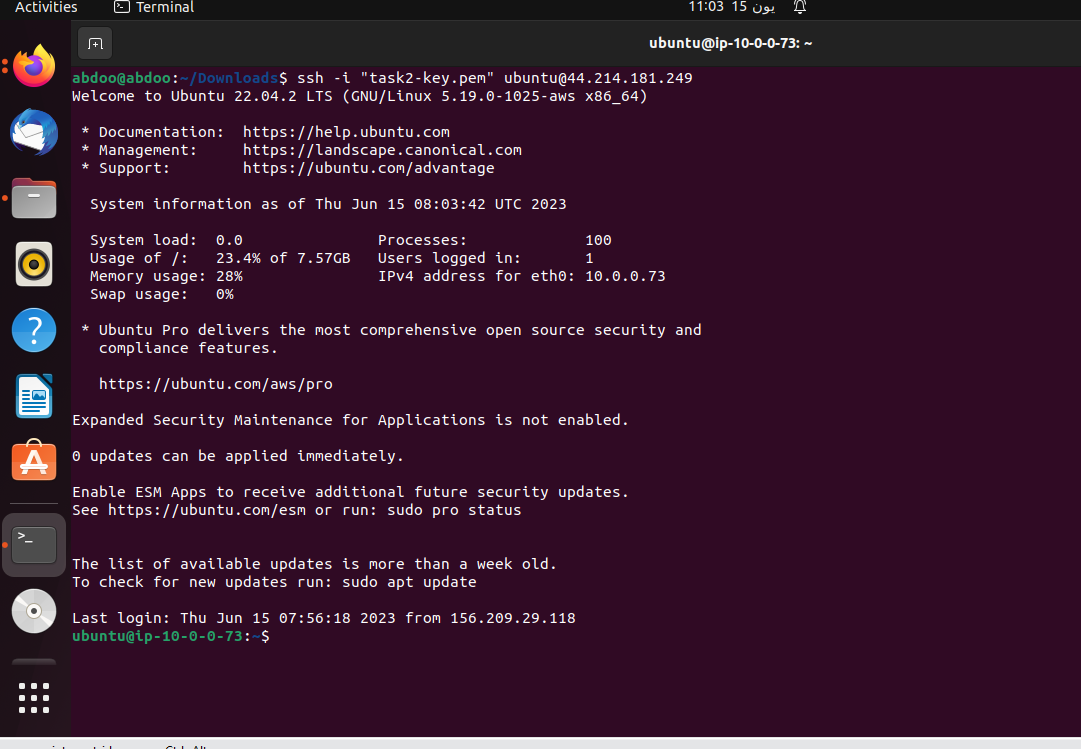 Activities
Terminal
11:03 15 يون
ubuntu@ip-10-0-0-73: ~
abdoo@abdoo:~/Downloads$ ssh -i "task2-key.pem" ubuntu@44.214.181.249
Welcome to Ubuntu 22.04.2 LTS (GNU/Linux 5.19.0-1025-aws x86_64)
* Documentation: https://help.ubuntu.com
* Management: https://landscape.canonical.com
* Support: https://ubuntu.com/advantage
System information as of Thu Jun 15 08:03:42 UTC 2023
System load: 0.0 Processes: 100
Usage of /: 23.4% of 7.57GB Users logged in: 1
Memory usage: 28% IPv4 address for eth0: 10.0.0.73
Swap usage: 0%
* Ubuntu Pro delivers the most comprehensive open source security and
compliance features.
https://ubuntu.com/aws/pro
Expanded Security Maintenance for Applications is not enabled.
0 updates can be applied immediately.
Enable ESM Apps to receive additional future security updates.
See https://ubuntu.com/esm or run: sudo pro status
The list of available updates is more than a week old.
To check for new updates run: sudo apt update
Last login: Thu Jun 15 07:56:18 2023 from 156.209.29.118
ubuntu@ip-10-0-0-73:~$